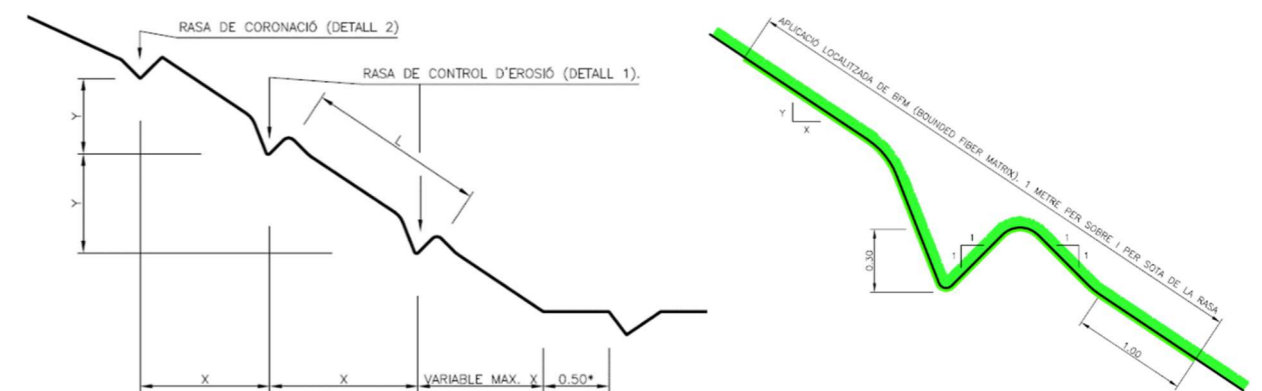 RASA DE CORONACIÓ (DETALL 2)
RASA DE CONTROL D'EROSIÓ (DETALL 1).
Y
Y
L
X
X
VARIABLE MAX. X
0.50*
APLICACIÓ LOCALITZADA DE BFM (BOUNDED FIBER MATRIX). 1 METRE PER SOBRE I PER SOTA DE LA RASA
Y
X
0.30
1
1
1
1
1.00